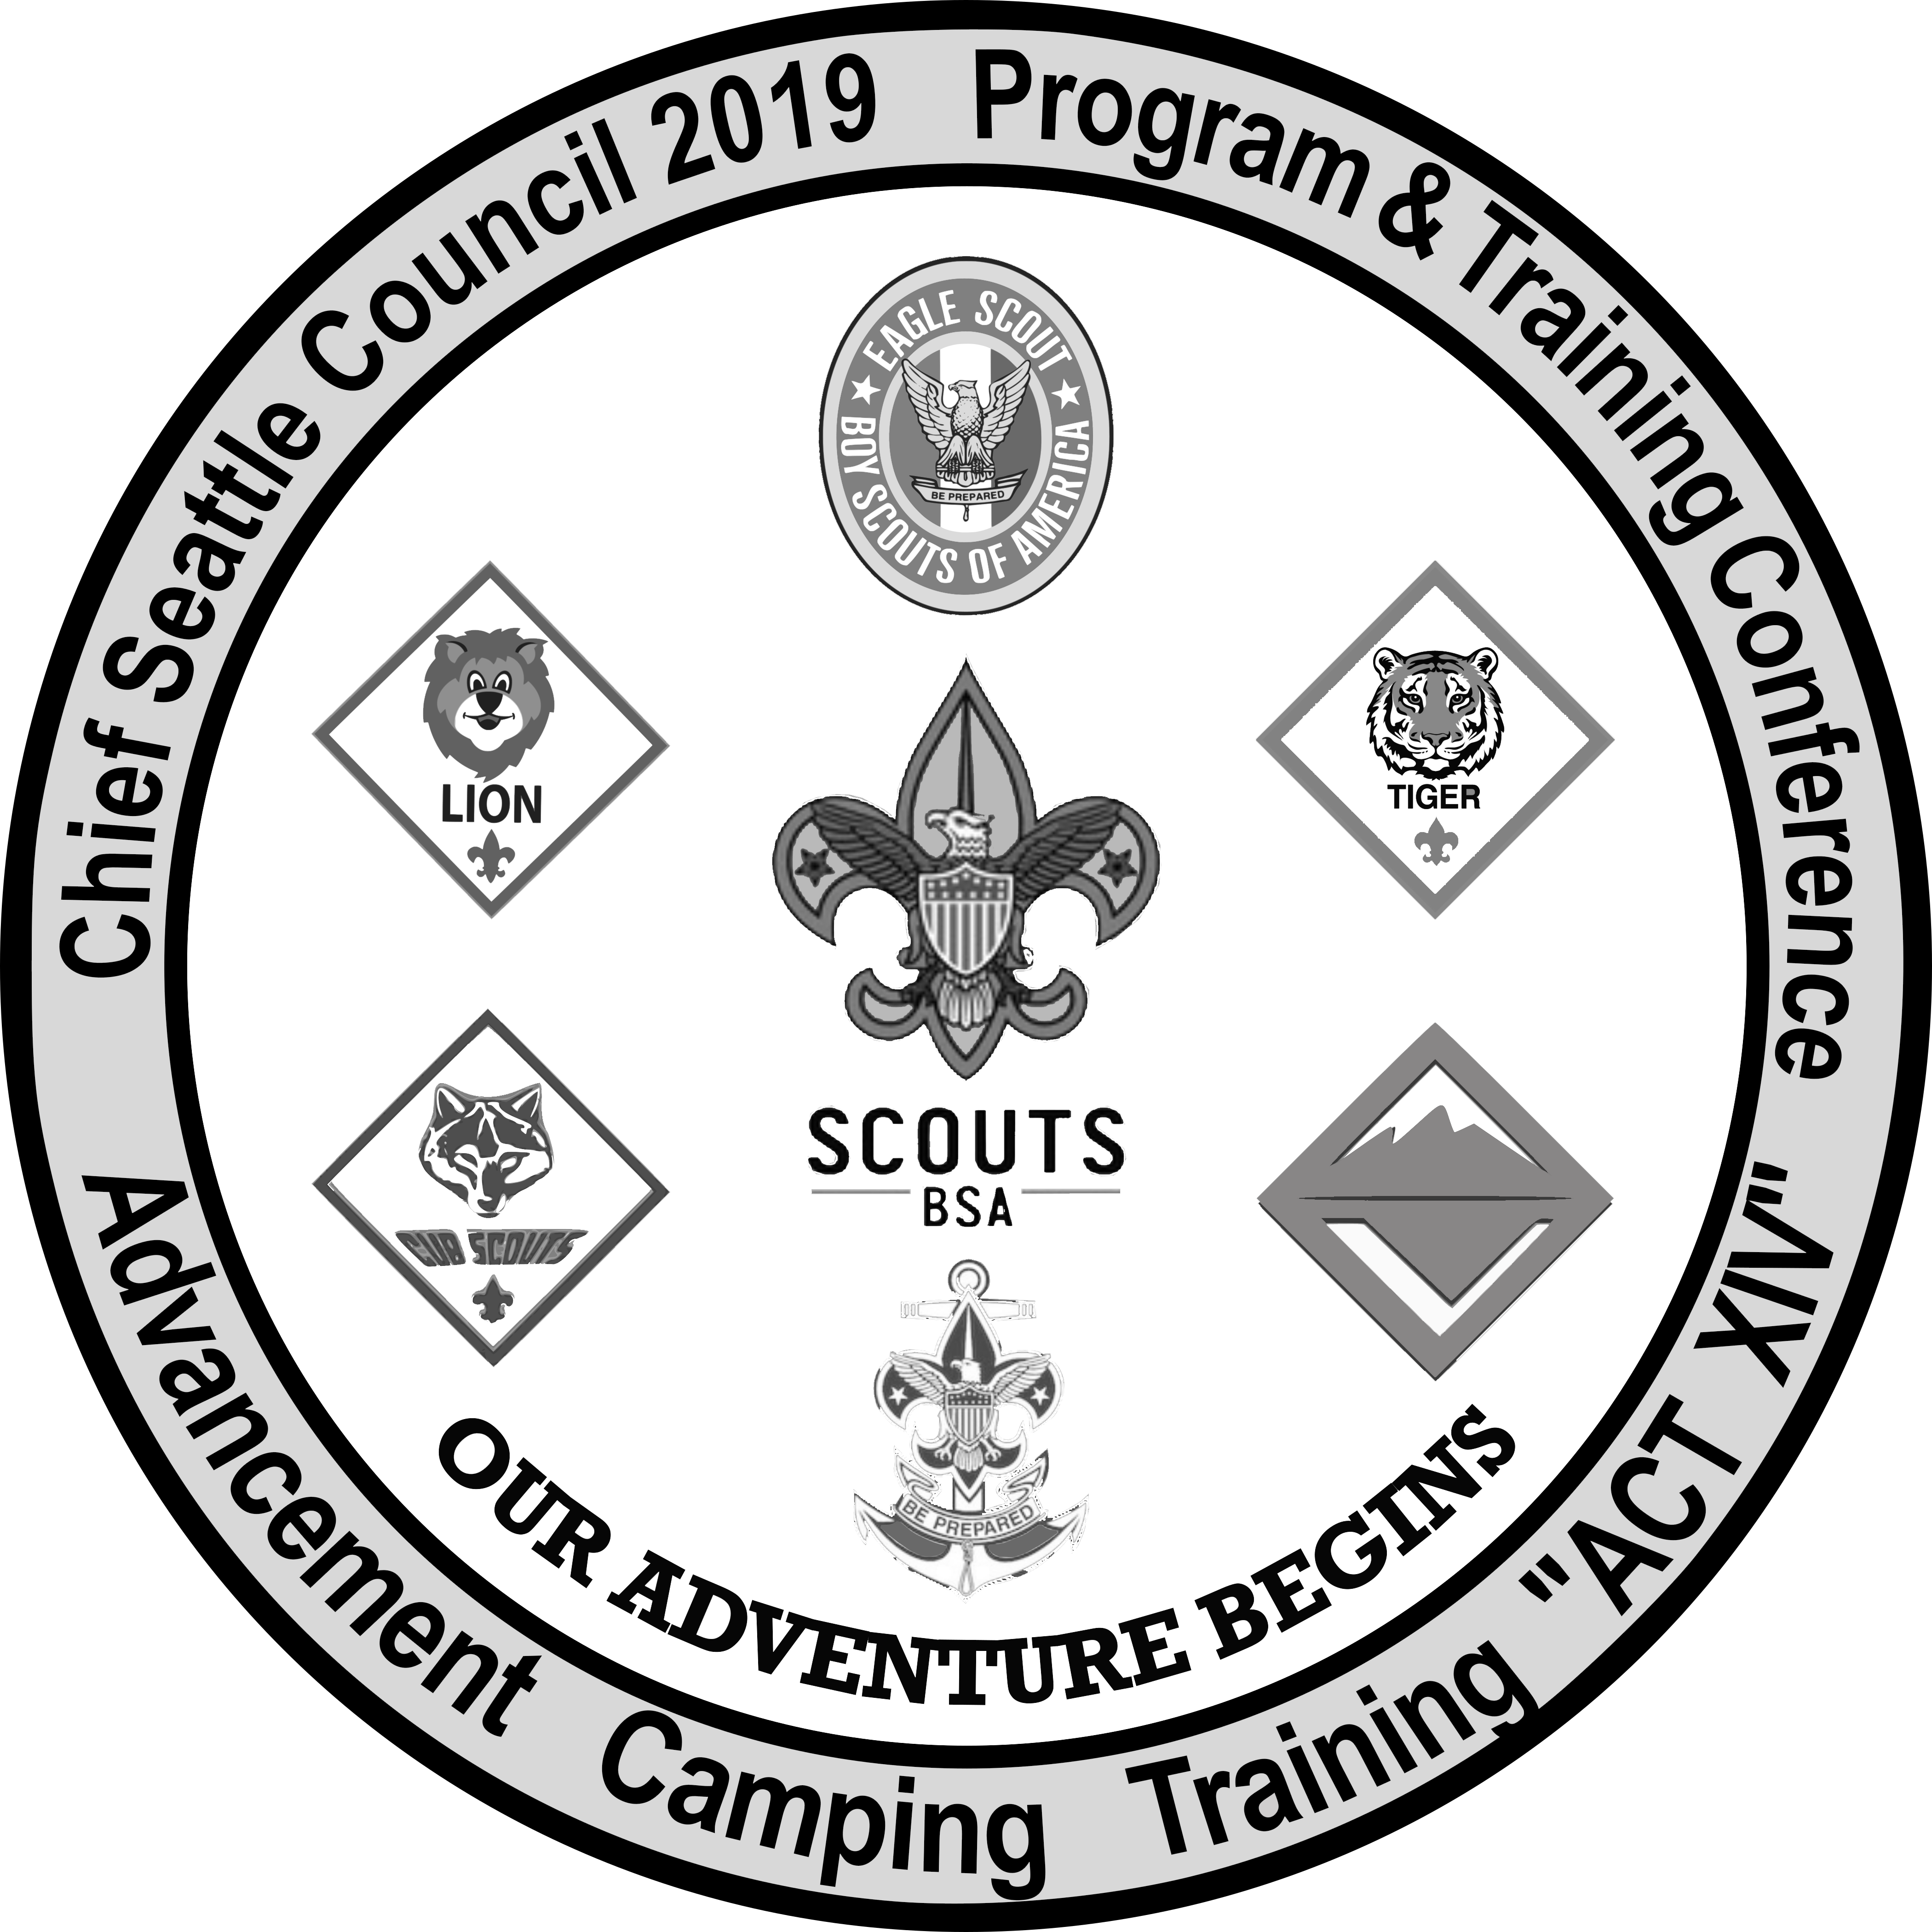 Chief Seattle Council 2019 Program & Training Conference
EAGLE SCOUT
BOY SCOUTS OF AMERICA
BE PREPARED
LION
TIGER
CUB SCOUTS
SCOUTS
BSA
BE PREPARED
OUR ADVENTURE BEGINS
Advancement Camping Training "ACT XIV"